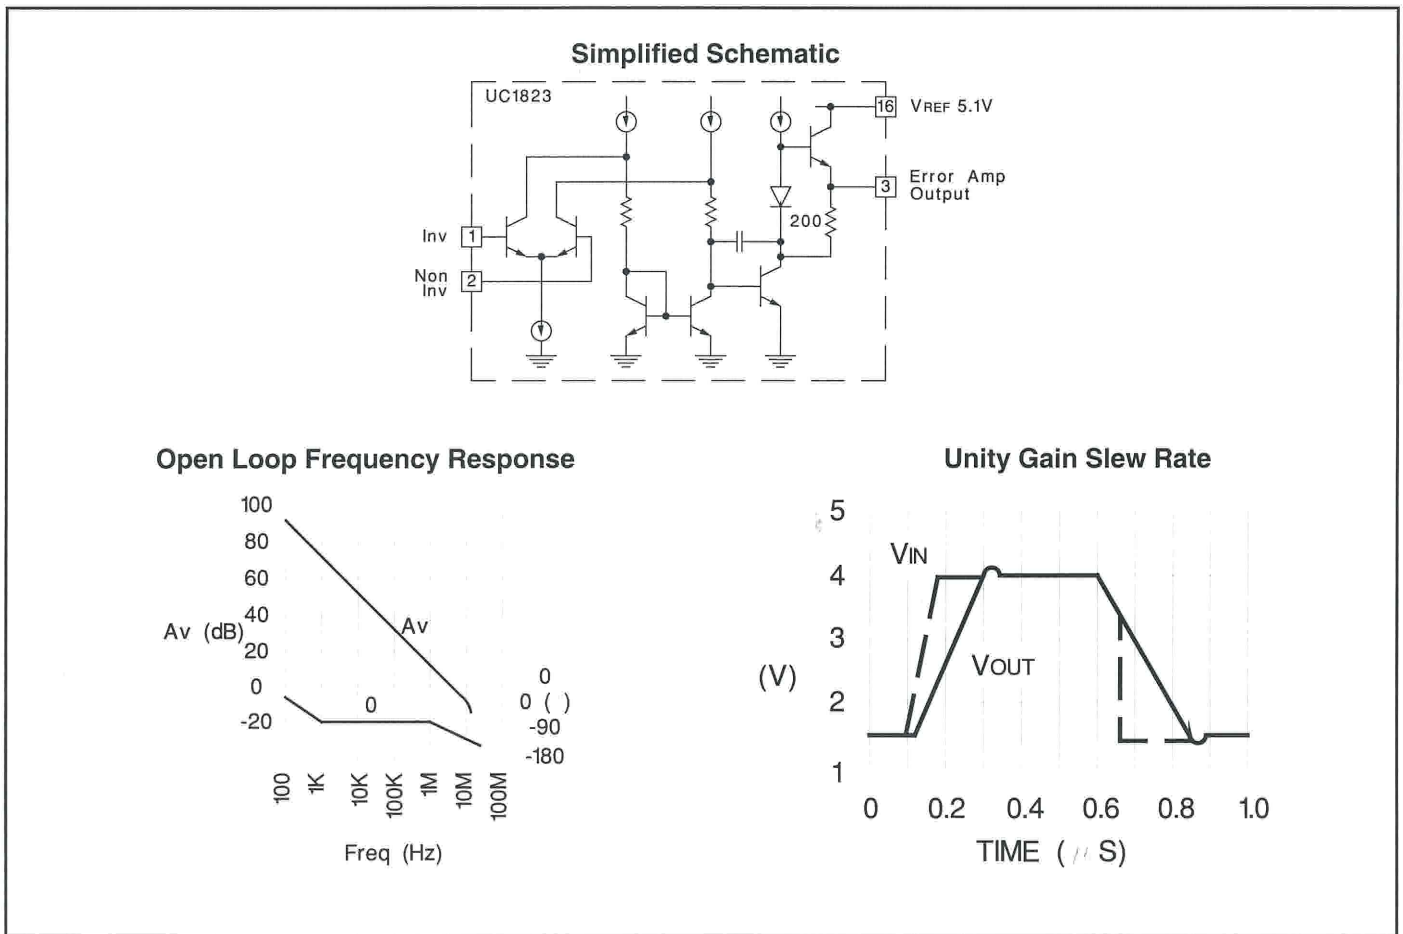 Simplified Schematic
UC1823
16 VREF 5.1V
3 Error Amp
Output
200
Inv 1
Non
Inv 2
Open Loop Frequency Response
100
80
60
40
20
0
-20
Av (dB)
Av
0
0
0 ( )
-90
-180
100 1K 10K 100K 1M 10M 100M
Freq (Hz)
Unity Gain Slew Rate
5
4
3
2
1
(V)
VIN
VOUT
0 0.2 0.4 0.6 0.8 1.0
TIME (μ S)